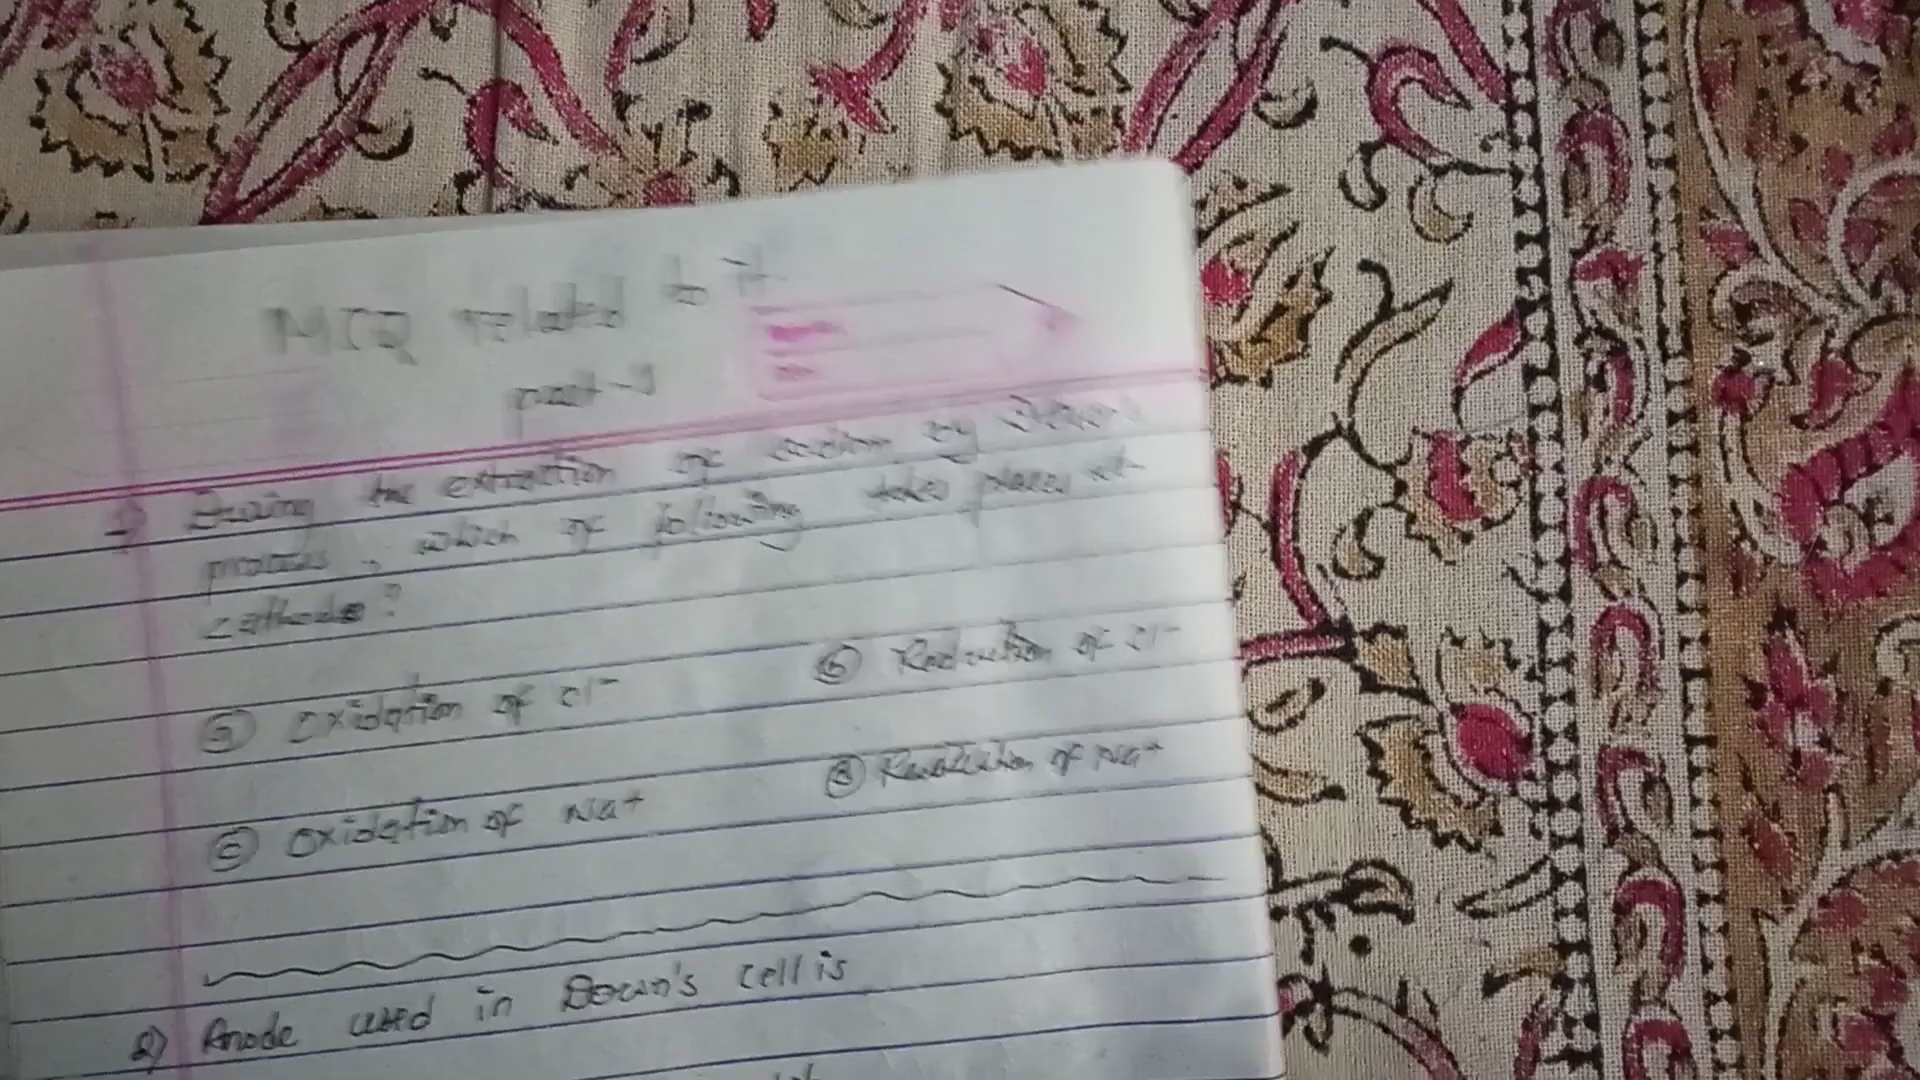 MCQ related to it
part-1
1) During the extraction of sodium by Down's
process, which of following takes places at
cathode?
a) Oxidation of Cl-
b) Reduction of Cl-
c) Oxidation of Na+
d) Reduction of Na+
2) Anode used in Down's cell is